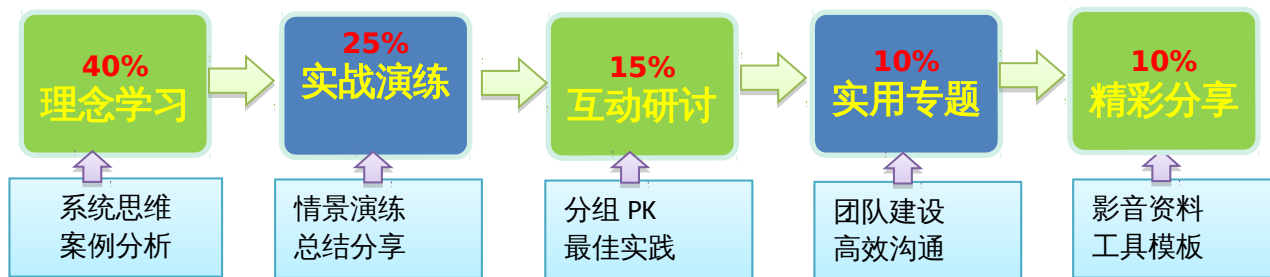 40%
理念学习
25%
实战演练
15%
互动研讨
10%
实用专题
10%
精彩分享
系统思维
案例分析
情景演练
总结分享
分组 PK
最佳实践
团队建设
高效沟通
影音资料
工具模板